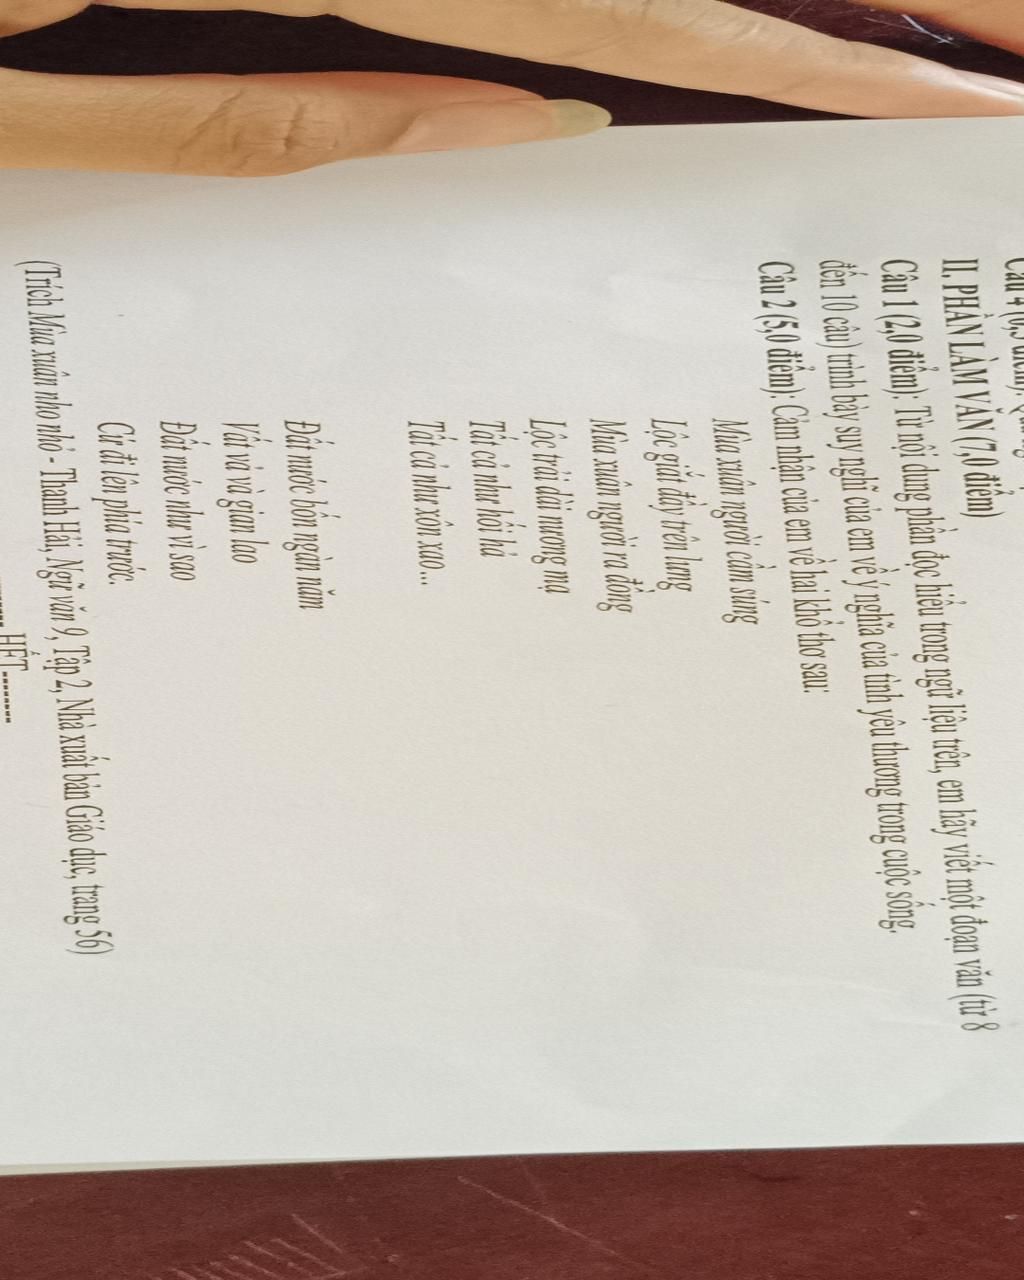 Câu 4 (0,5 điểm):
II. PHẦN LÀM VĂN (7,0 điểm)
Câu 1 (2,0 điểm): Từ nội dung phần đọc hiểu trong ngữ liệu trên, em hãy viết một đoạn văn (từ 8
đến 10 câu) trình bày suy nghĩ của em về ý nghĩa của tình yêu thương trong cuộc sống.
Câu 2 (5,0 điểm): Cảm nhận của em về hai khổ thơ sau:
Mùa xuân người cầm súng
Lộc giắt đầy trên lưng
Mùa xuân người ra đồng
Lộc trải dài nương mạ
Tất cả như hối hả
Tất cả như xôn xao...
Đất nước bốn ngàn năm
Vất vả và gian lao
Đất nước như vì sao
Cứ đi lên phía trước.
(Trích Mùa xuân nho nhỏ - Thanh Hải, Ngữ văn 9, Tập 2, Nhà xuất bản Giáo dục, trang 56)
-------- HẾT --------